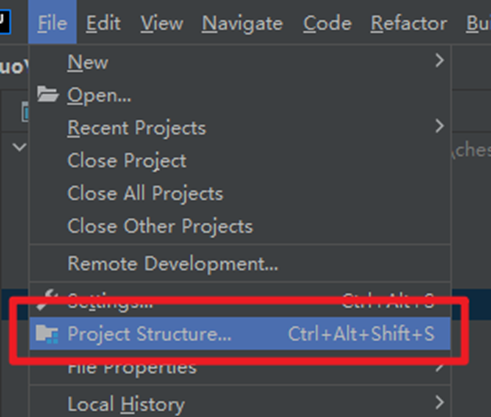 File Edit View Navigate Code Refactor Bu
New
Open...
Recent Projects
Close Project
Close All Projects
Close Other Projects
Remote Development...
Settings... Ctrl+Alt+S
Project Structure... Ctrl+Alt+Shift+S
File Properties
Local History
uo
\ches